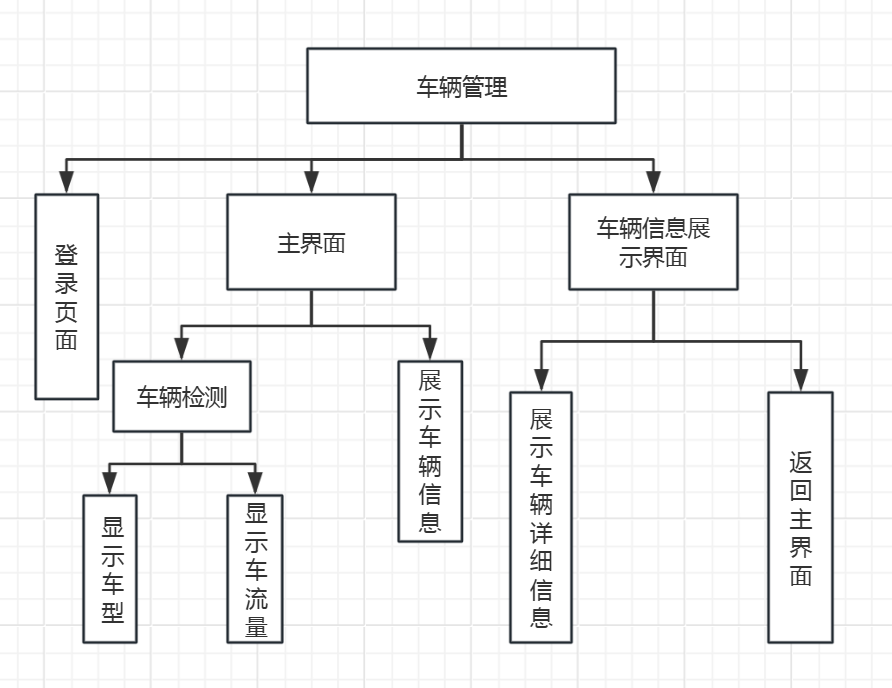 车辆管理
登录页面
主界面
车辆信息展
示界面
车辆检测
展示车辆信息
显示车型
显示车流量
展示车辆详细信息
返回主界面